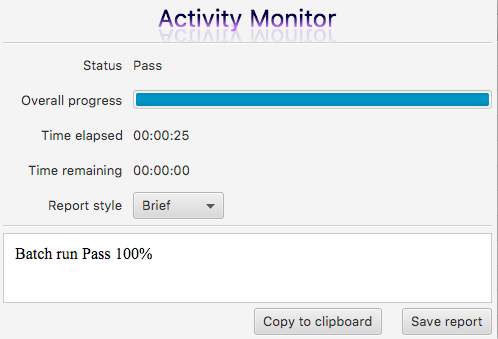 Activity Monitor
Status Pass
Overall progress
Time elapsed 00:00:25
Time remaining 00:00:00
Report style Brief
Batch run Pass 100%
Copy to clipboard Save report